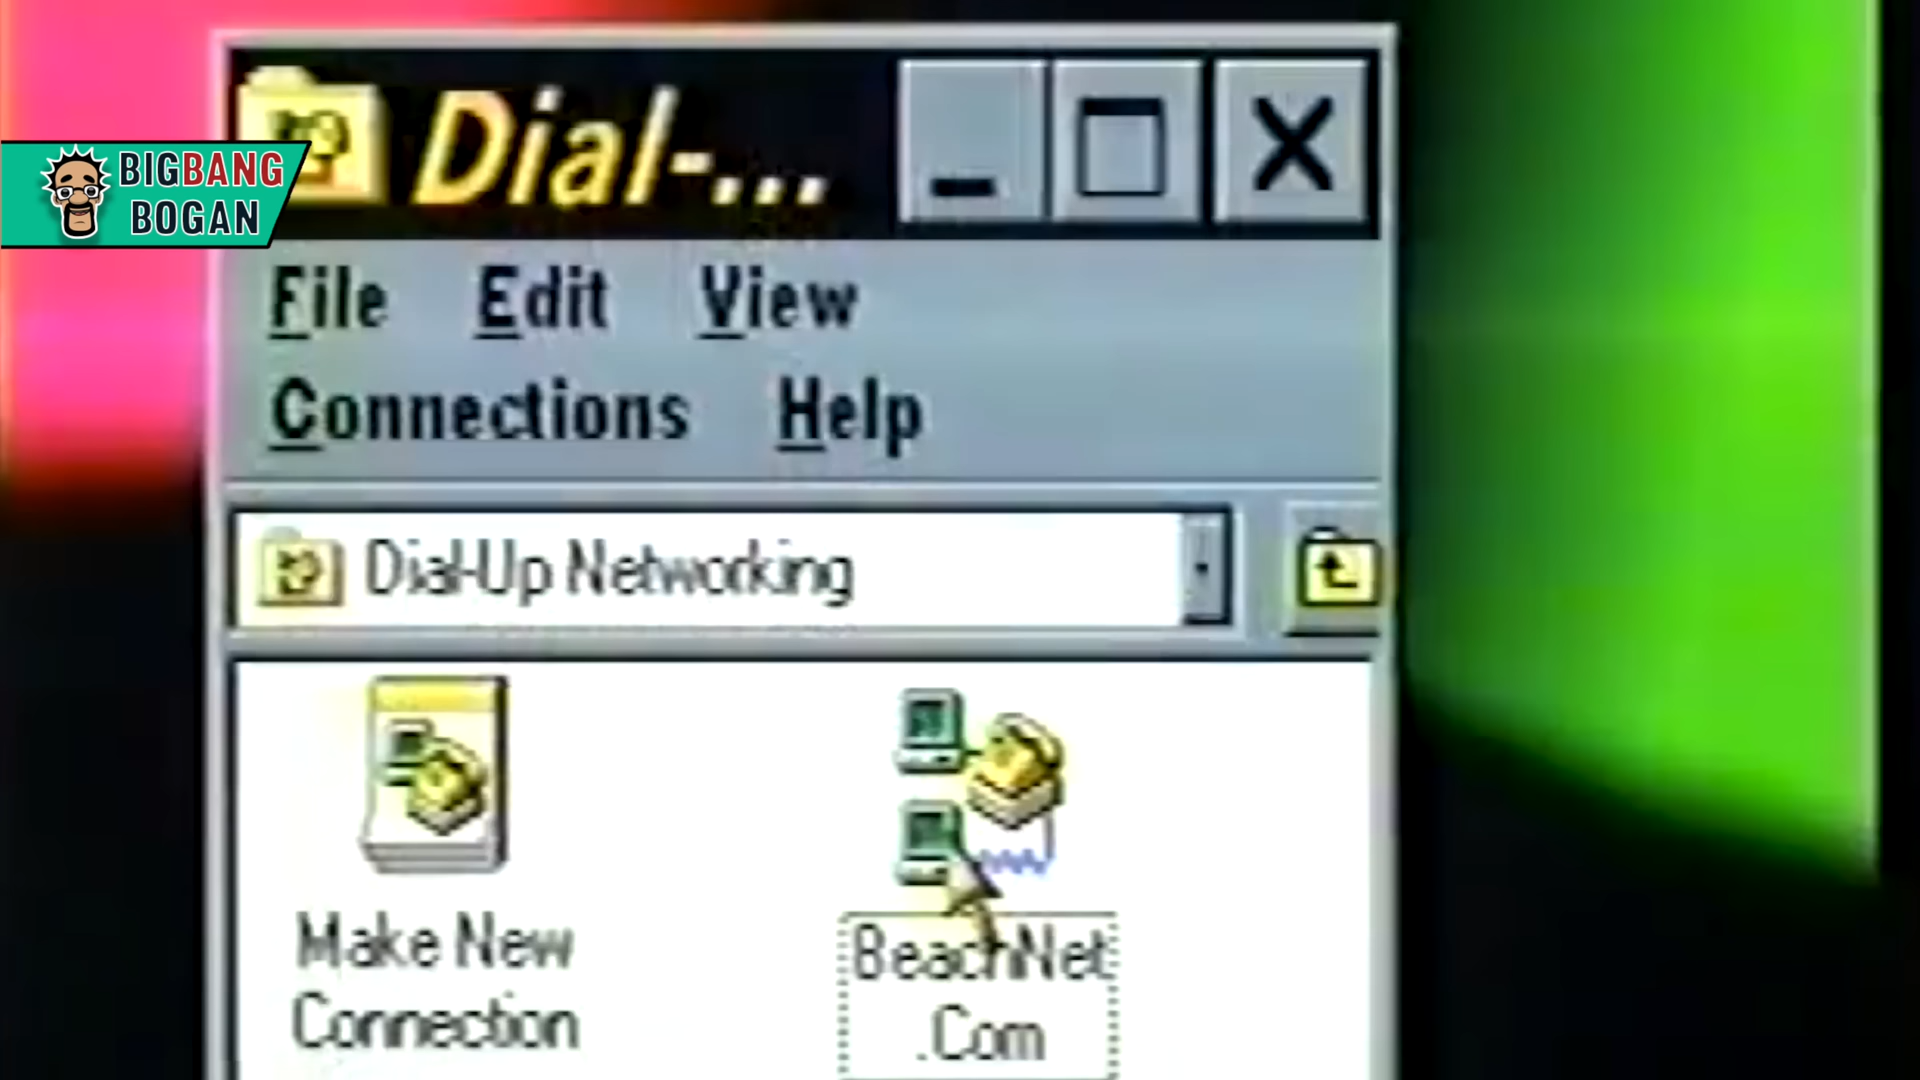 BIGBANG
BOGAN
Dial-...
File Edit View
Connections Help
Dial-Up Networking
Make New
Connection
BeachNet
.Com